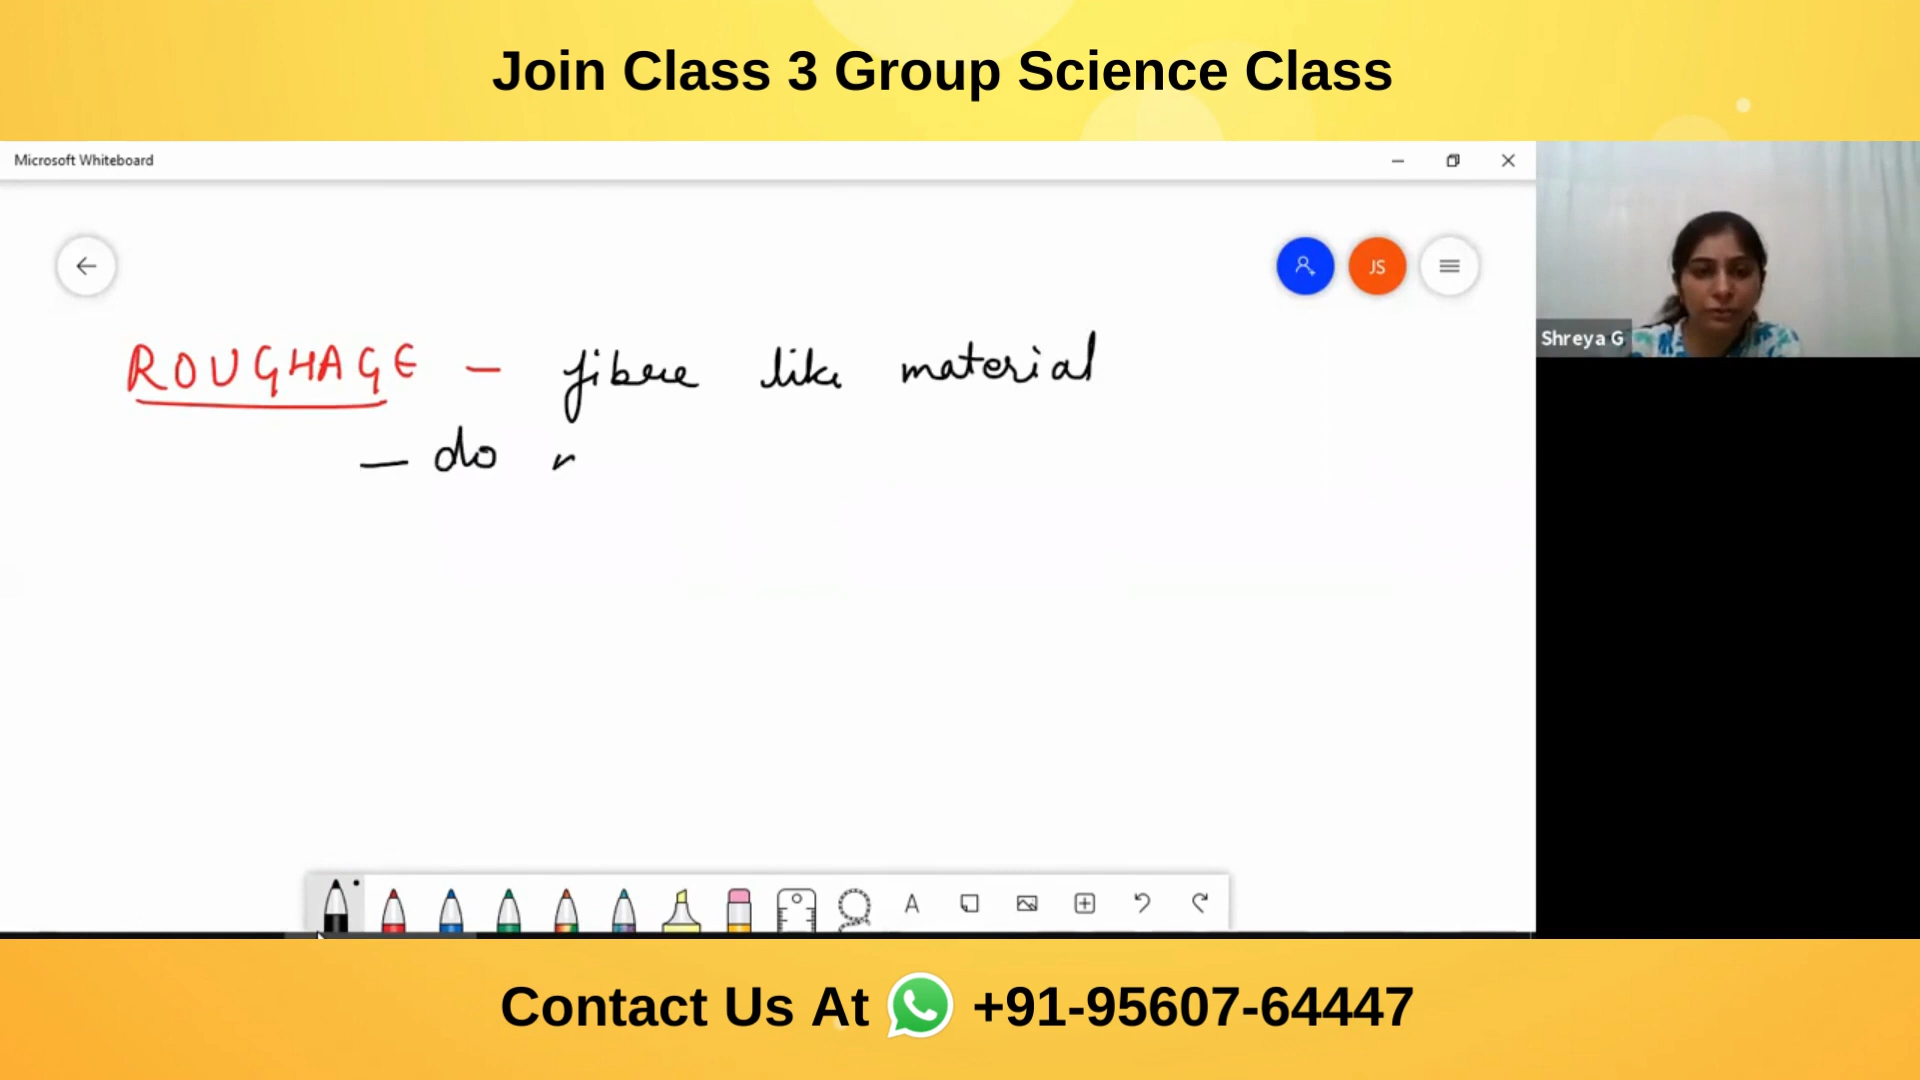 Join Class 3 Group Science Class
Microsoft Whiteboard
JS
ROUGHAGE - fibre like material
- do n
Shreya G
A
Contact Us At +91-95607-64447